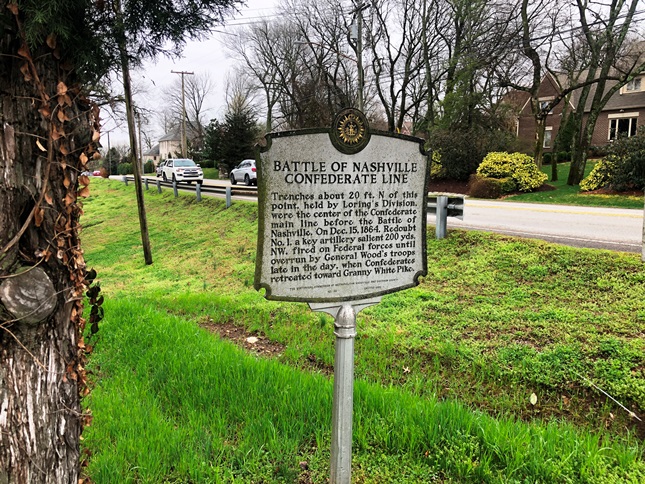 BATTLE OF NASHVILLE
CONFEDERATE LINE
Trenches about 20 ft. N of this
point, held by Loring's Division,
were the center of the Confederate
main line before the Battle of
Nashville. On Dec. 15, 1864, Redoubt
No. 1, a key artillery salient 200 yds.
NW, fired on Federal forces until
overrun by General Wood's troops
late in the day, when Confederates
retreated toward Granny White Pike.